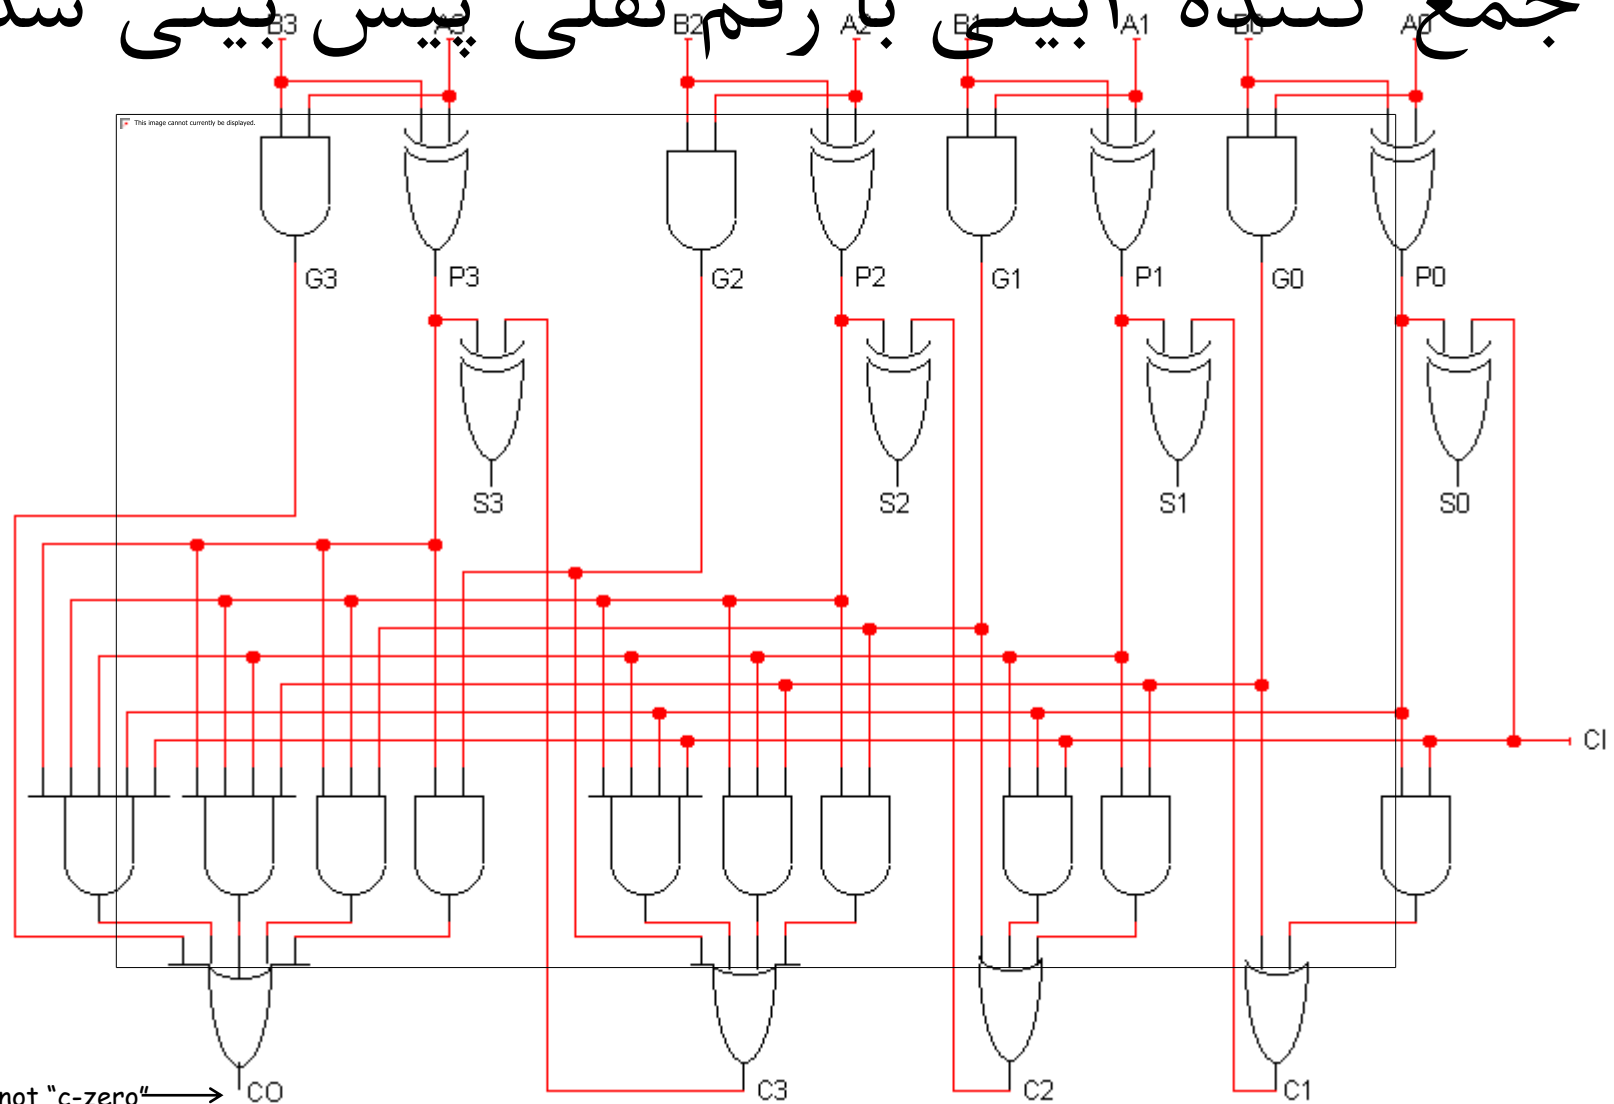 جمع کننده ۴بیتی با رقم نقلی پیش بینی شد
B3 A3 B2 A2 B1 A1 B0 A0
This image cannot currently be displayed.
G3 P3 G2 P2 G1 P1 G0 P0
S3 S2 S1 S0
CI
not "c-zero" CO C3 C2 C1